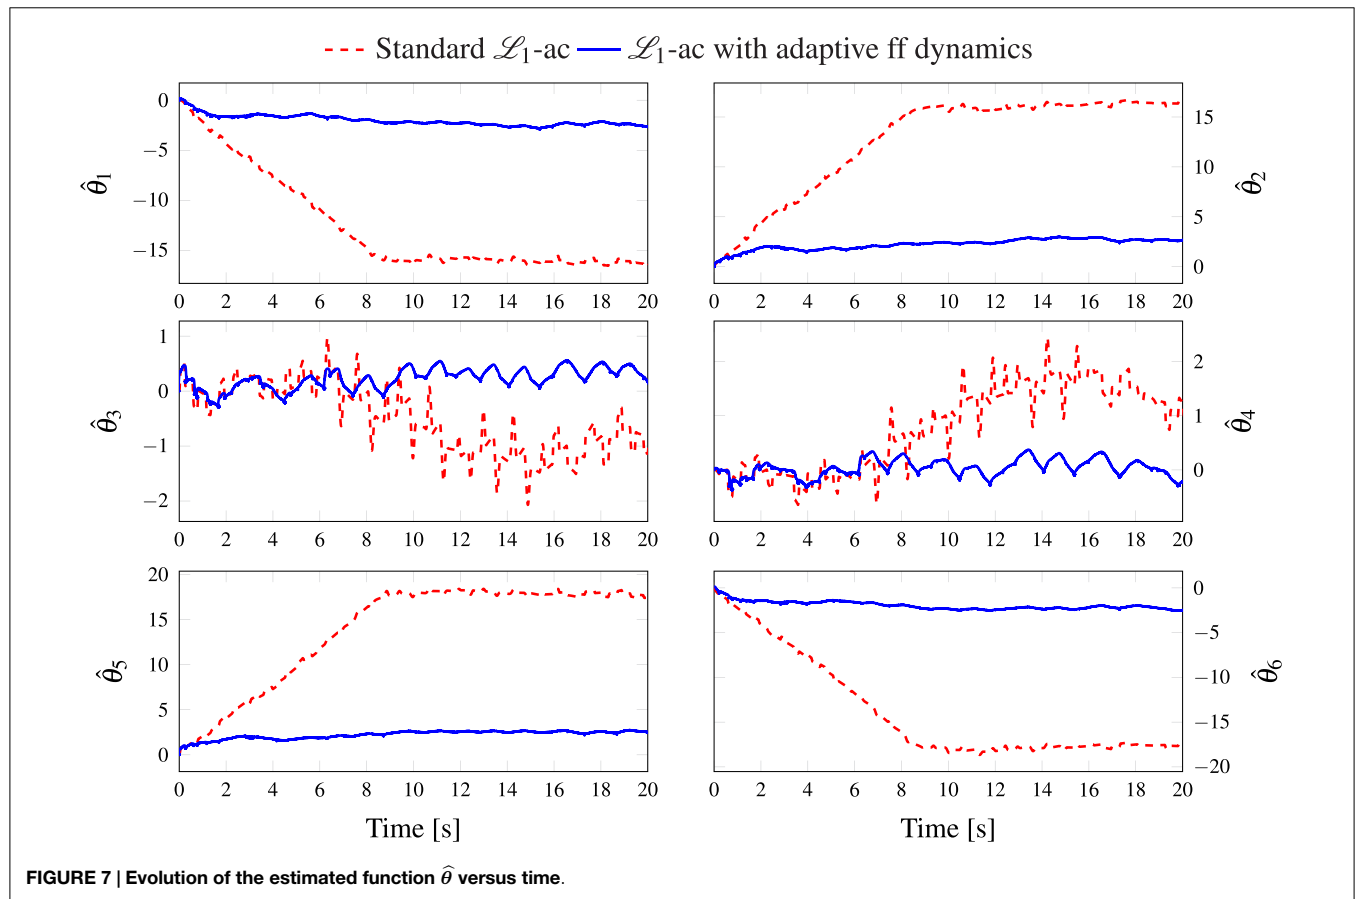 Standard ℒ₁-ac ℒ₁-ac with adaptive ff dynamics
0
−5
−10
−15
θ̂₁
0 2 4 6 8 10 12 14 16 18 20
15
10
5
0
θ̂₂
0 2 4 6 8 10 12 14 16 18 20
1
0
−1
−2
θ̂₃
0 2 4 6 8 10 12 14 16 18 20
2
1
0
θ̂₄
0 2 4 6 8 10 12 14 16 18 20
20
15
10
5
0
θ̂₅
0 2 4 6 8 10 12 14 16 18 20
Time [s]
0
−5
−10
−15
−20
θ̂₆
0 2 4 6 8 10 12 14 16 18 20
Time [s]
FIGURE 7 | Evolution of the estimated function θ̂ versus time.